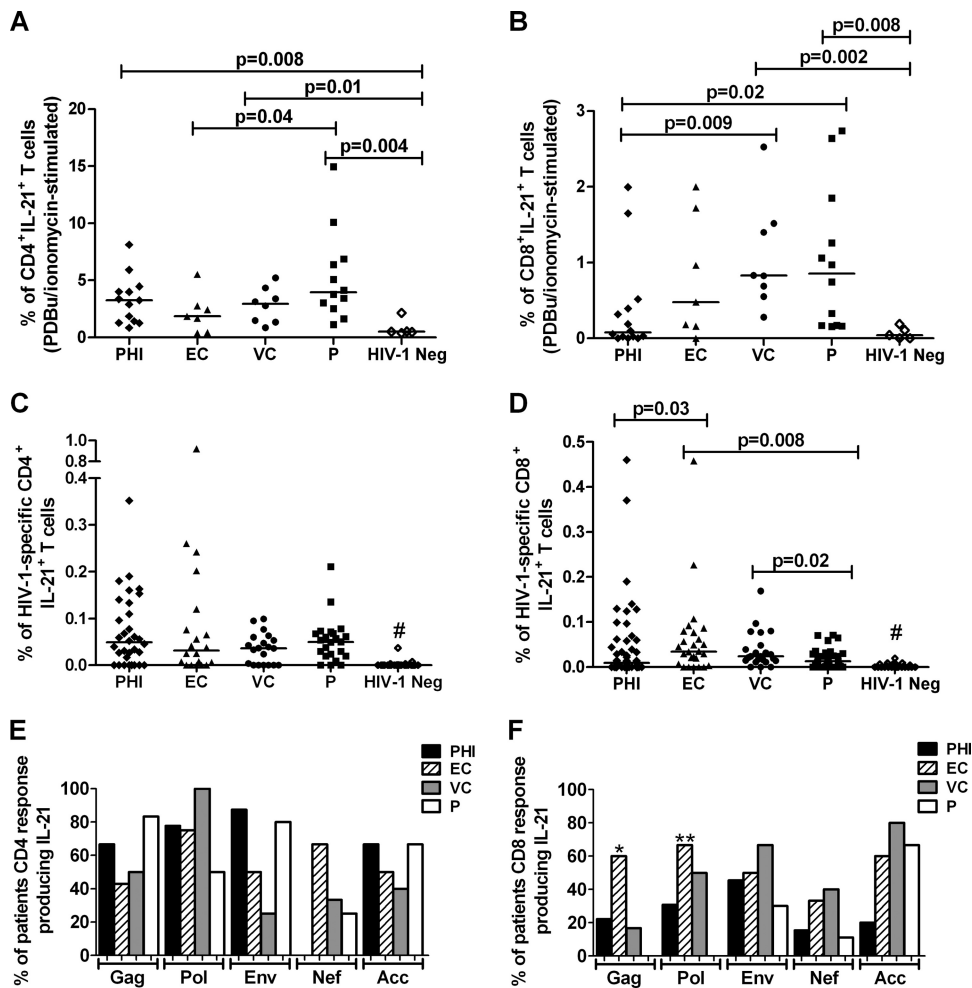 A
p=0.008
p=0.01
p=0.04
p=0.004
% of CD4+IL-21+ T cells
(PDBu/ionomycin-stimulated)
20
15
10
5
0
PHI EC VC P HIV-1 Neg
B
p=0.008
p=0.002
p=0.02
p=0.009
% of CD8+IL-21+ T cells
(PDBu/ionomycin-stimulated)
3
2
1
0
PHI EC VC P HIV-1 Neg
C
% of HIV-1-specific CD4+
IL-21+ T cells
1.0
0.8
0.4
0.3
0.2
0.1
0.0
#
PHI EC VC P HIV-1 Neg
D
p=0.03
p=0.008
p=0.02
% of HIV-1-specific CD8+
IL-21+ T cells
0.5
0.4
0.3
0.2
0.1
0.0
#
PHI EC VC P HIV-1 Neg
E
PHI
EC
VC
P
% of patients CD4 response
producing IL-21
100
80
60
40
20
0
Gag Pol Env Nef Acc
F
PHI
EC
VC
P
% of patients CD8 response
producing IL-21
100
80
60
40
20
0
* **
Gag Pol Env Nef Acc